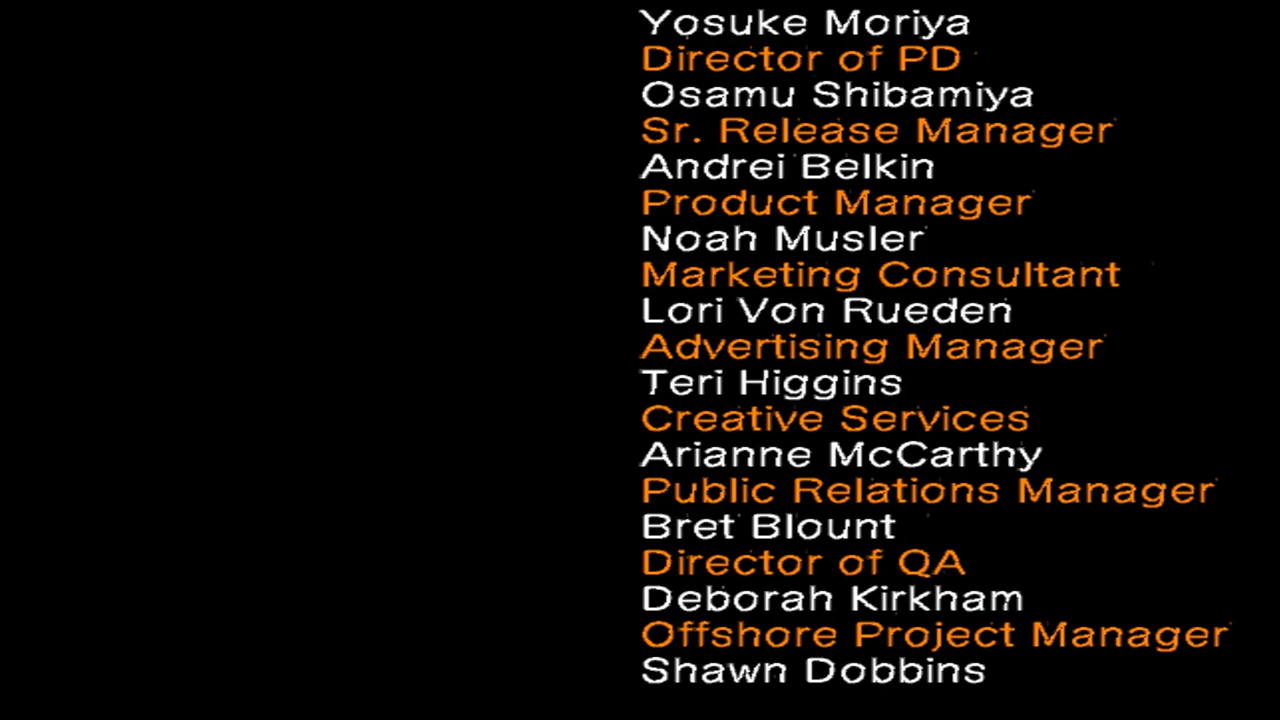 Yosuke Moriya
Director of PD
Osamu Shibamiya
Sr. Release Manager
Andrei Belkin
Product Manager
Noah Musler
Marketing Consultant
Lori Von Rueden
Advertising Manager
Teri Higgins
Creative Services
Arianne McCarthy
Public Relations Manager
Bret Blount
Director of QA
Deborah Kirkham
Offshore Project Manager
Shawn Dobbins